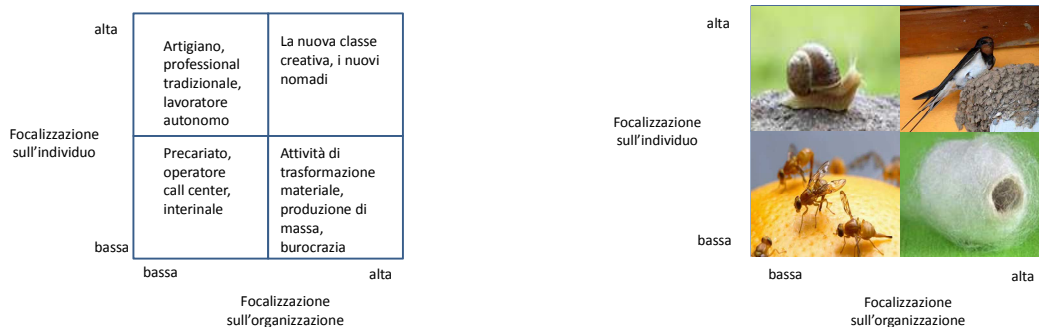 alta
Artigiano,
professional
tradizionale,
lavoratore
autonomo
La nuova classe
creativa, i nuovi
nomadi
Focalizzazione
sull'individuo
Precariato,
operatore
call center,
interinale
Attività di
trasformazione
materiale,
produzione di
massa,
burocrazia
bassa
bassa
alta
Focalizzazione
sull'organizzazione
alta
Focalizzazione
sull'individuo
bassa
bassa
alta
Focalizzazione
sull'organizzazione